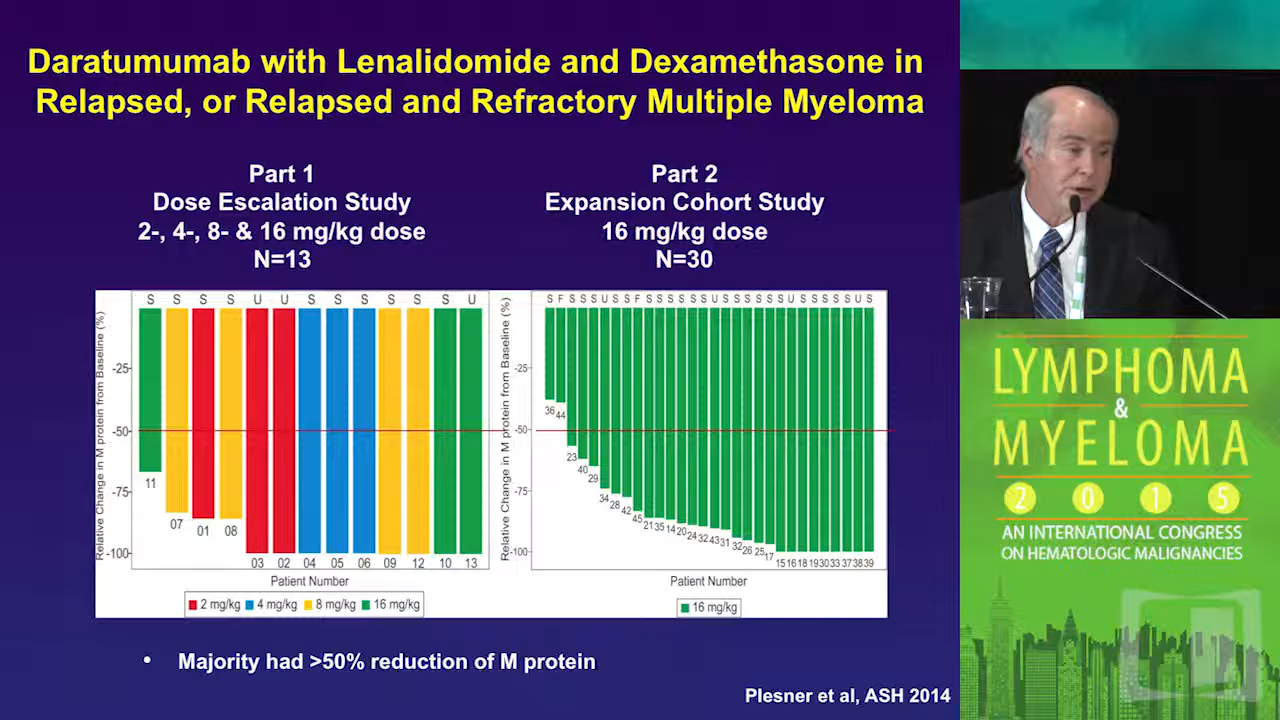 Daratumumab with Lenalidomide and Dexamethasone in
Relapsed, or Relapsed and Refractory Multiple Myeloma
Part 1
Dose Escalation Study
2-, 4-, 8- & 16 mg/kg dose
N=13
Part 2
Expansion Cohort Study
16 mg/kg dose
N=30
Relative Change in M protein from Baseline (%)
S S S S U U S S S S S S U
-25
-50
-75
-100
11 07 01 08 03 02 04 05 06 09 12 10 13
Patient Number
2 mg/kg 4 mg/kg 8 mg/kg 16 mg/kg
Relative Change in M protein from Baseline (%)
S F S S S U S S F S S S S S S S S S S S S U S S S S S U S
-25
-50
-75
-100
36 44 23 40 29 34 28 42 45 21 35 14 20 24 32 43 31 32 26 25 17 15 16 18 19 30 33 37 38 39
Patient Number
16 mg/kg
• Majority had >50% reduction of M protein
Plesner et al, ASH 2014
LYMPHOMA
&
MYELOMA
2 0 1 5
AN INTERNATIONAL CONGRESS
ON HEMATOLOGIC MALIGNANCIES